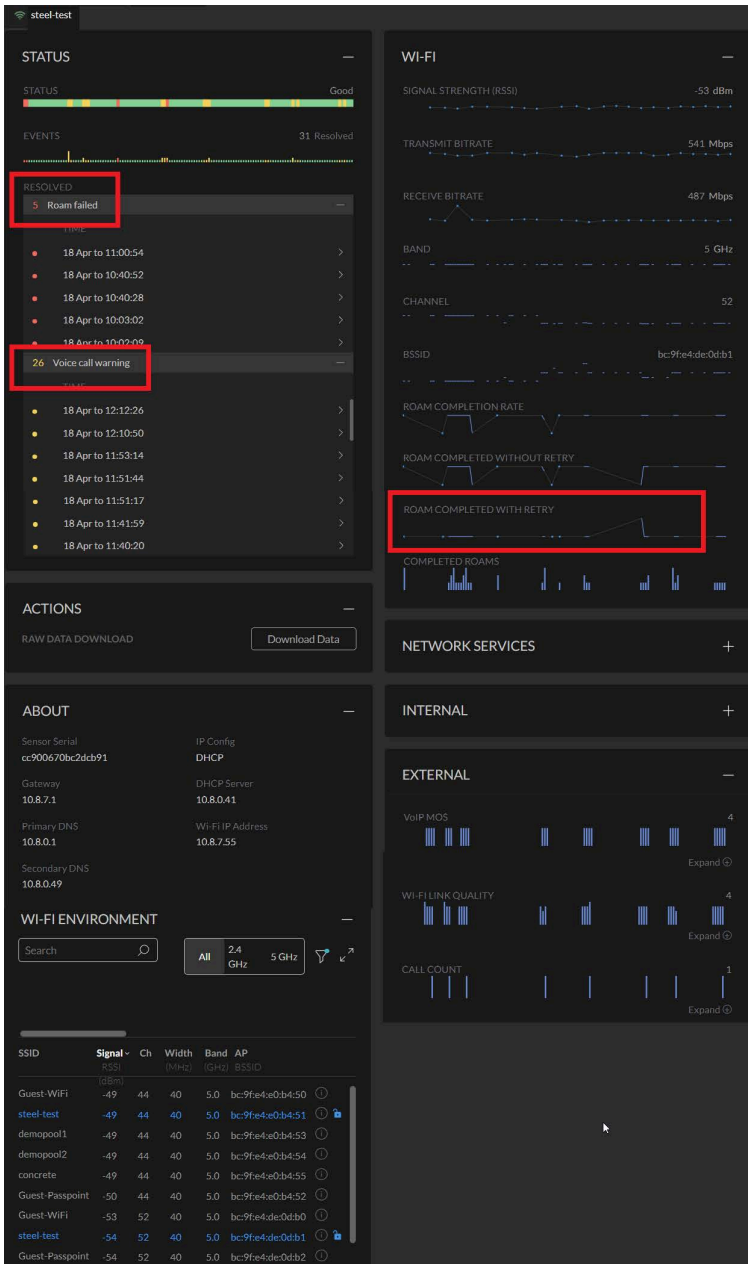 steel-test
STATUS
STATUS Good
EVENTS 31 Resolved
RESOLVED
5 Roam failed
TIME
18 Apr to 11:00:54
18 Apr to 10:40:52
18 Apr to 10:40:28
18 Apr to 10:03:02
18 Apr to 10:02:09
26 Voice call warning
TIME
18 Apr to 12:12:26
18 Apr to 12:10:50
18 Apr to 11:53:14
18 Apr to 11:51:44
18 Apr to 11:51:17
18 Apr to 11:41:59
18 Apr to 11:40:20
ACTIONS
RAW DATA DOWNLOAD Download Data
ABOUT
Sensor Serial IP Config
cc900670bc2dcb91 DHCP
Gateway DHCP Server
10.8.7.1 10.8.0.41
Primary DNS Wi-Fi IP Address
10.8.0.1 10.8.7.55
Secondary DNS
10.8.0.49
WI-FI ENVIRONMENT
Search All 2.4 GHz 5 GHz
SSID Signal Ch Width Band AP
RSSI (MHz) (GHz) BSSID
(dBm)
Guest-WiFi -49 44 40 5.0 bc:9f:e4:e0:b4:50
steel-test -49 44 40 5.0 bc:9f:e4:e0:b4:51
demopool1 -49 44 40 5.0 bc:9f:e4:e0:b4:53
demopool2 -49 44 40 5.0 bc:9f:e4:e0:b4:54
concrete -49 44 40 5.0 bc:9f:e4:e0:b4:55
Guest-Passpoint -50 44 40 5.0 bc:9f:e4:e0:b4:52
Guest-WiFi -53 52 40 5.0 bc:9f:e4:de:0d:b0
steel-test -54 52 40 5.0 bc:9f:e4:de:0d:b1
Guest-Passpoint -54 52 40 5.0 bc:9f:e4:de:0d:b2
WI-FI
SIGNAL STRENGTH (RSSI) -53 dBm
TRANSMIT BITRATE 541 Mbps
RECEIVE BITRATE 487 Mbps
BAND 5 GHz
CHANNEL 52
BSSID bc:9f:e4:de:0d:b1
ROAM COMPLETION RATE
ROAM COMPLETED WITHOUT RETRY
ROAM COMPLETED WITH RETRY
COMPLETED ROAMS
NETWORK SERVICES
INTERNAL
EXTERNAL
VoIP MOS 4
Expand
WI-FI LINK QUALITY 4
Expand
CALL COUNT 1
Expand